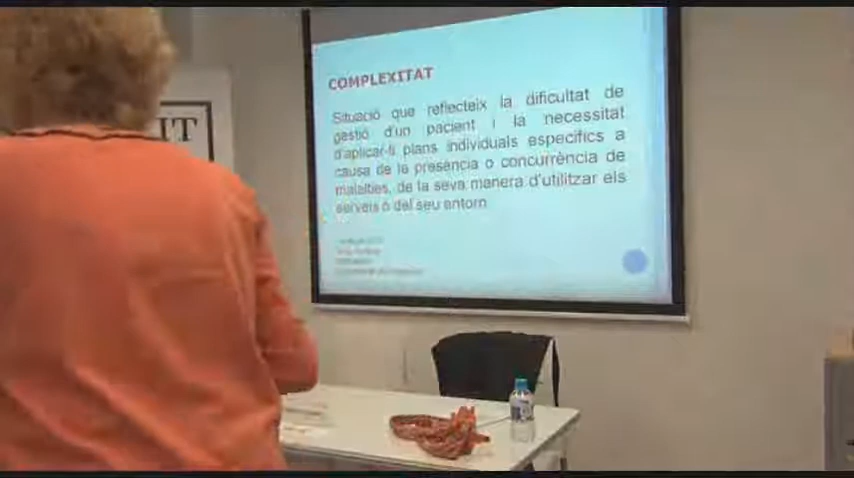 COMPLEXITAT
Situació que reflecteix la dificultat de
gestió d'un pacient i la necessitat
d'aplicar-li plans individuals específics a
causa de la presència o concurrència de
malalties, de la seva manera d'utilitzar els
serveis o del seu entorn
IT